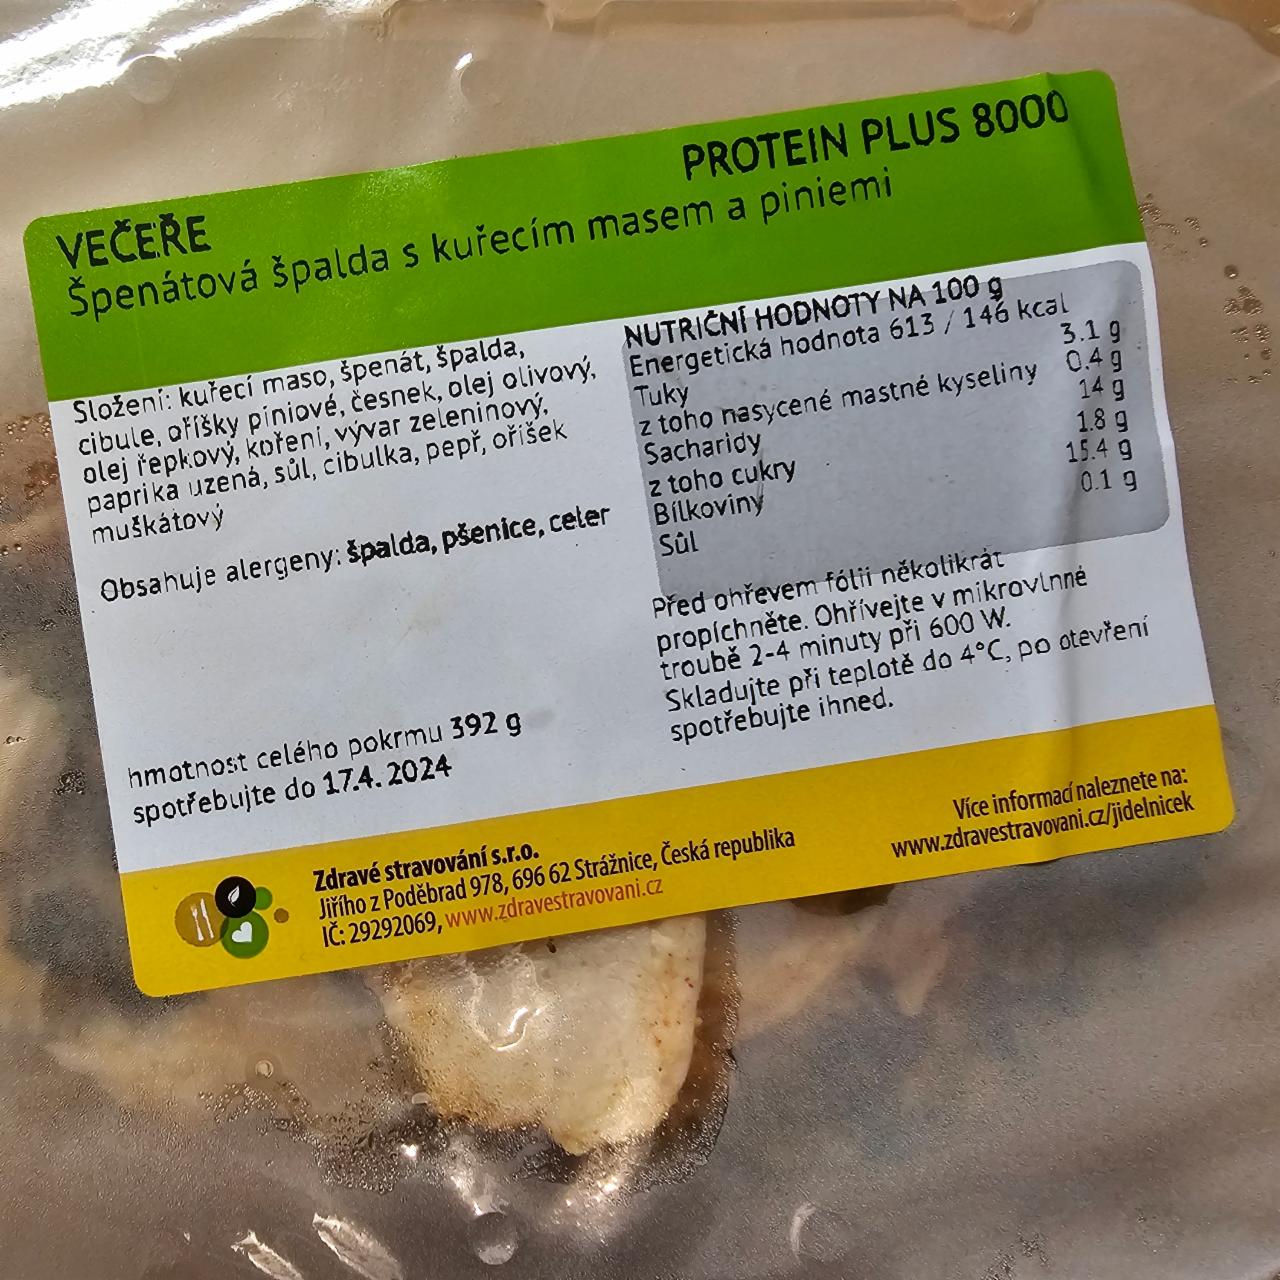 VEČEŘE
PROTEIN PLUS 8000
Špenátová špalda s kuřecím masem a piniemi
Složení: kuřecí maso, špenát, špalda,
cibule, oříšky píniové, česnek, olej olivový,
olej řepkový, koření, vývar zeleninový,
paprika uzená, sůl, cibulka, pepř, oříšek
muškátový
Obsahuje alergeny: špalda, pšenice, celer
hmotnost celého pokrmu 392 g
spotřebujte do 17.4. 2024
NUTRIČNÍ HODNOTY NA 100 g
Energetická hodnota 613 / 146 kcal
Tuky 3.1 g
z toho nasycené mastné kyseliny 0.4 g
Sacharidy 14 g
z toho cukry 1.8 g
Bílkoviny 15.4 g
Sůl 0.1 g
Před ohřevem fólii několikrát
propíchněte. Ohřívejte v mikrovlnné
troubě 2-4 minuty při 600 W.
Skladujte při teplotě do 4°C, po otevření
spotřebujte ihned.
Zdravé stravování s.r.o.
Jiřího z Poděbrad 978, 696 62 Strážnice, Česká republika
IČ: 29292069, www.zdravestravovani.cz
Více informací naleznete na:
www.zdravestravovani.cz/jidelnicek